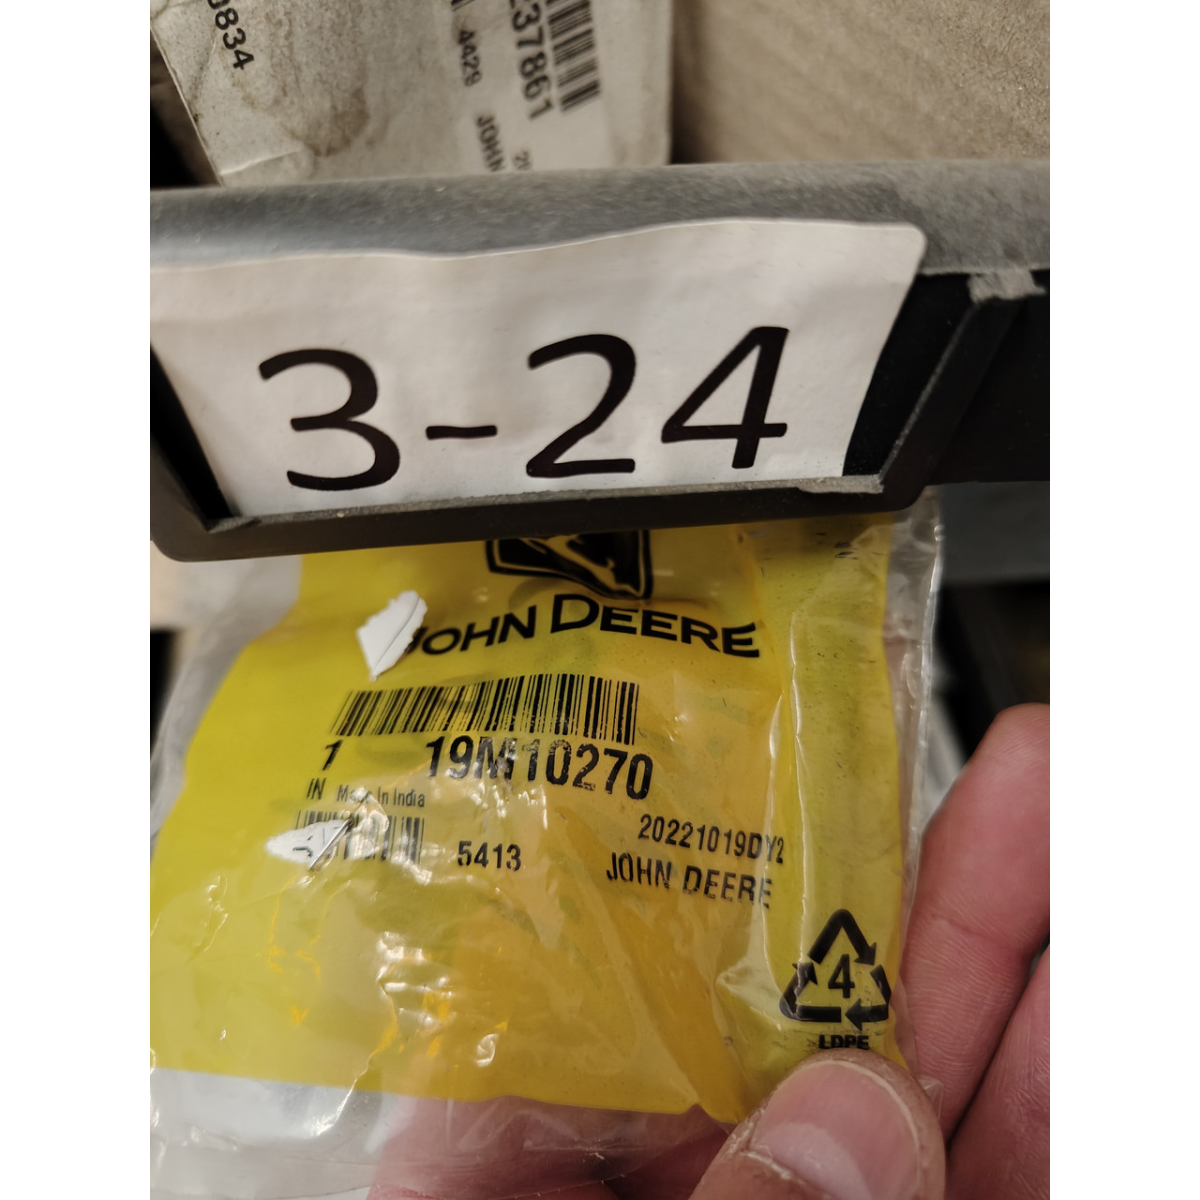 0834
237861
4429 JOHN
3-24
JOHN DEERE
1 19M10270
IN Made In India
20221019DY2
5413
JOHN DEERE
4
LDPE